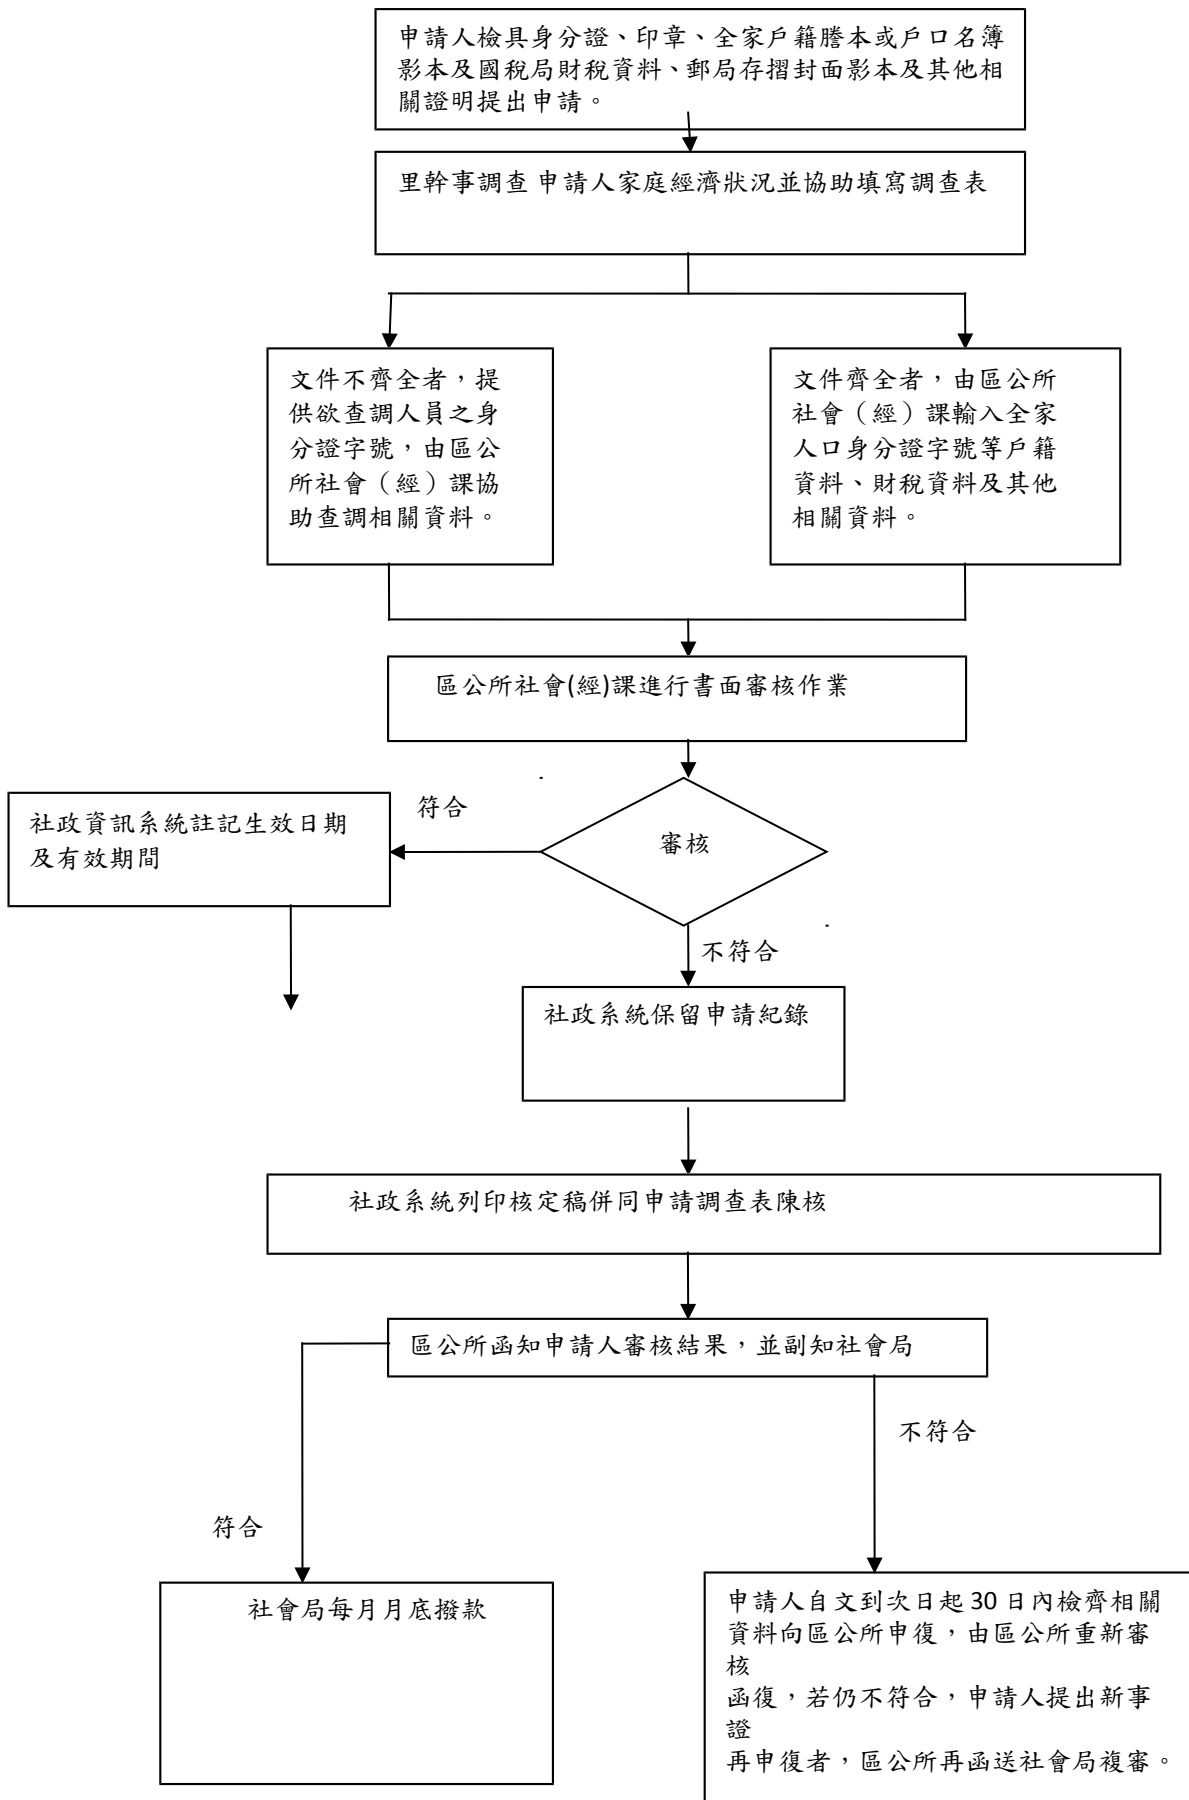 申請人檢具身分證、印章、全家戶籍謄本或戶口名簿
影本及國稅局財稅資料、郵局存摺封面影本及其他相
關證明提出申請。
里幹事調查 申請人家庭經濟狀況並協助填寫調查表
文件不齊全者，提
供欲查調人員之身
分證字號，由區公
所社會（經）課協
助查調相關資料。
文件齊全者，由區公所
社會（經）課輸入全家
人口身分證字號等戶籍
資料、財稅資料及其他
相關資料。
區公所社會(經)課進行書面審核作業
符合
社政資訊系統註記生效日期
及有效期間
審核
不符合
社政系統保留申請紀錄
社政系統列印核定稿併同申請調查表陳核
區公所函知申請人審核結果，並副知社會局
不符合
符合
社會局每月月底撥款
申請人自文到次日起 30 日內檢齊相關
資料向區公所申復，由區公所重新審
核
函復，若仍不符合，申請人提出新事
證
再申復者，區公所再函送社會局複審。